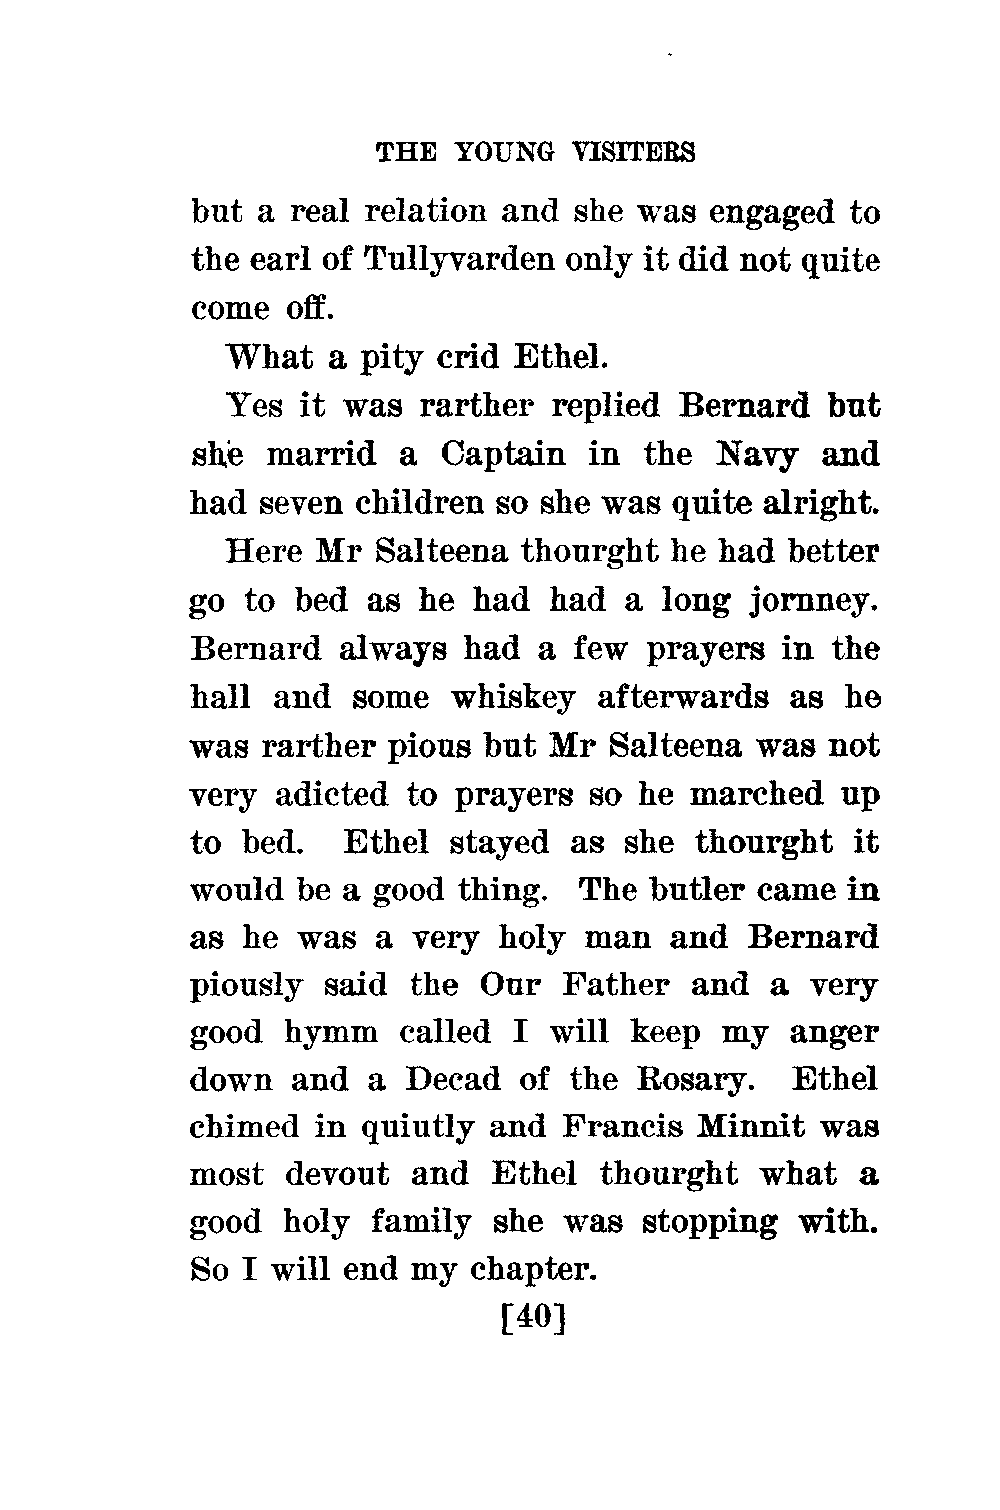 THE YOUNG VISITERS
but a real relation and she was engaged to
the earl of Tullyvarden only it did not quite
come off.
What a pity crid Ethel.
Yes it was rarther replied Bernard but
she marrid a Captain in the Navy and
had seven children so she was quite alright.
Here Mr Salteena thourght he had better
go to bed as he had had a long jornney.
Bernard always had a few prayers in the
hall and some whiskey afterwards as he
was rarther pious but Mr Salteena was not
very adicted to prayers so he marched up
to bed. Ethel stayed as she thourght it
would be a good thing. The butler came in
as he was a very holy man and Bernard
piously said the Our Father and a very
good hymm called I will keep my anger
down and a Decad of the Rosary. Ethel
chimed in quiutly and Francis Minnit was
most devout and Ethel thourght what a
good holy family she was stopping with.
So I will end my chapter.
[40]